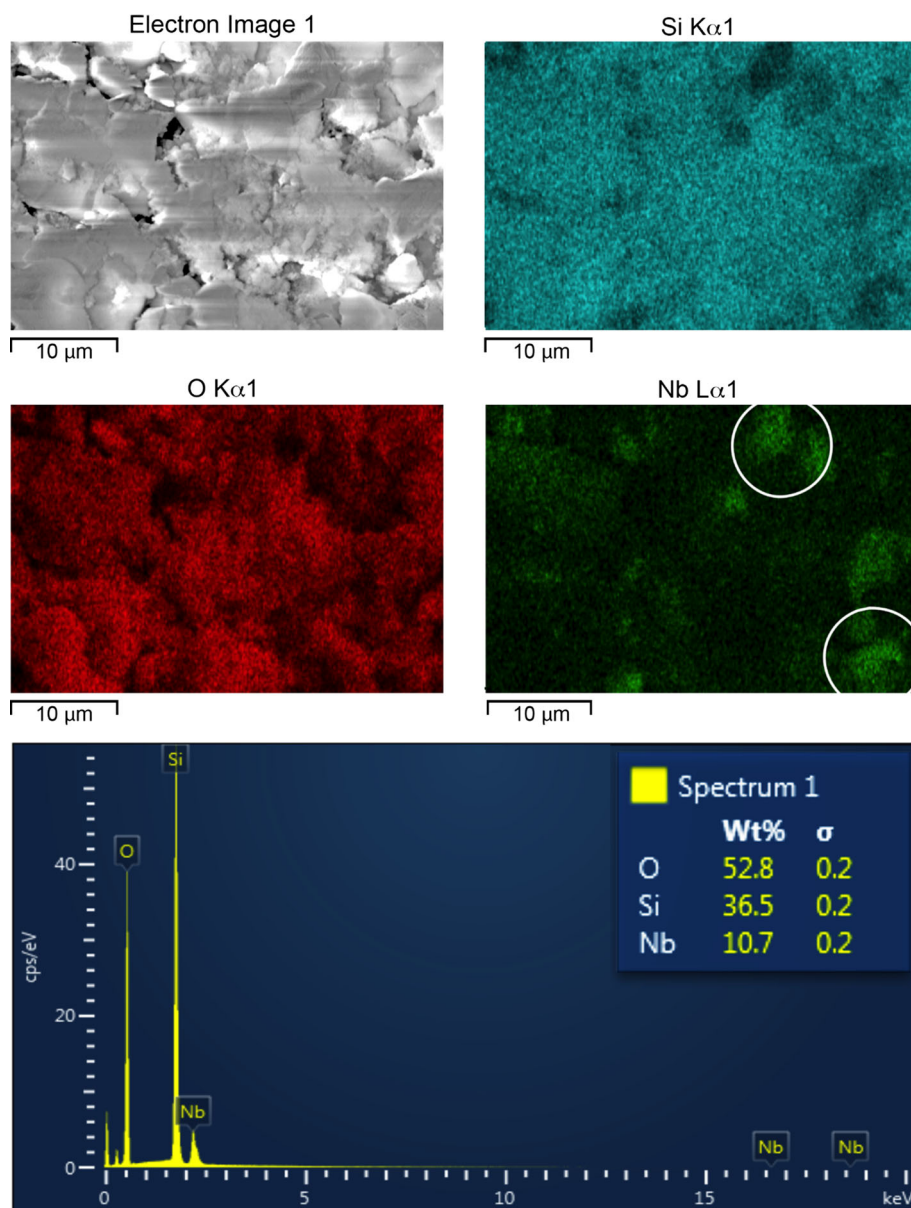 Electron Image 1
Si Kα1
10 µm
10 µm
O Kα1
Nb Lα1
10 µm
10 µm
Si
O
Nb
Nb
Nb
40
20
0
cps/eV
0
5
10
15
keV
Spectrum 1
Wt% σ
O 52.8 0.2
Si 36.5 0.2
Nb 10.7 0.2